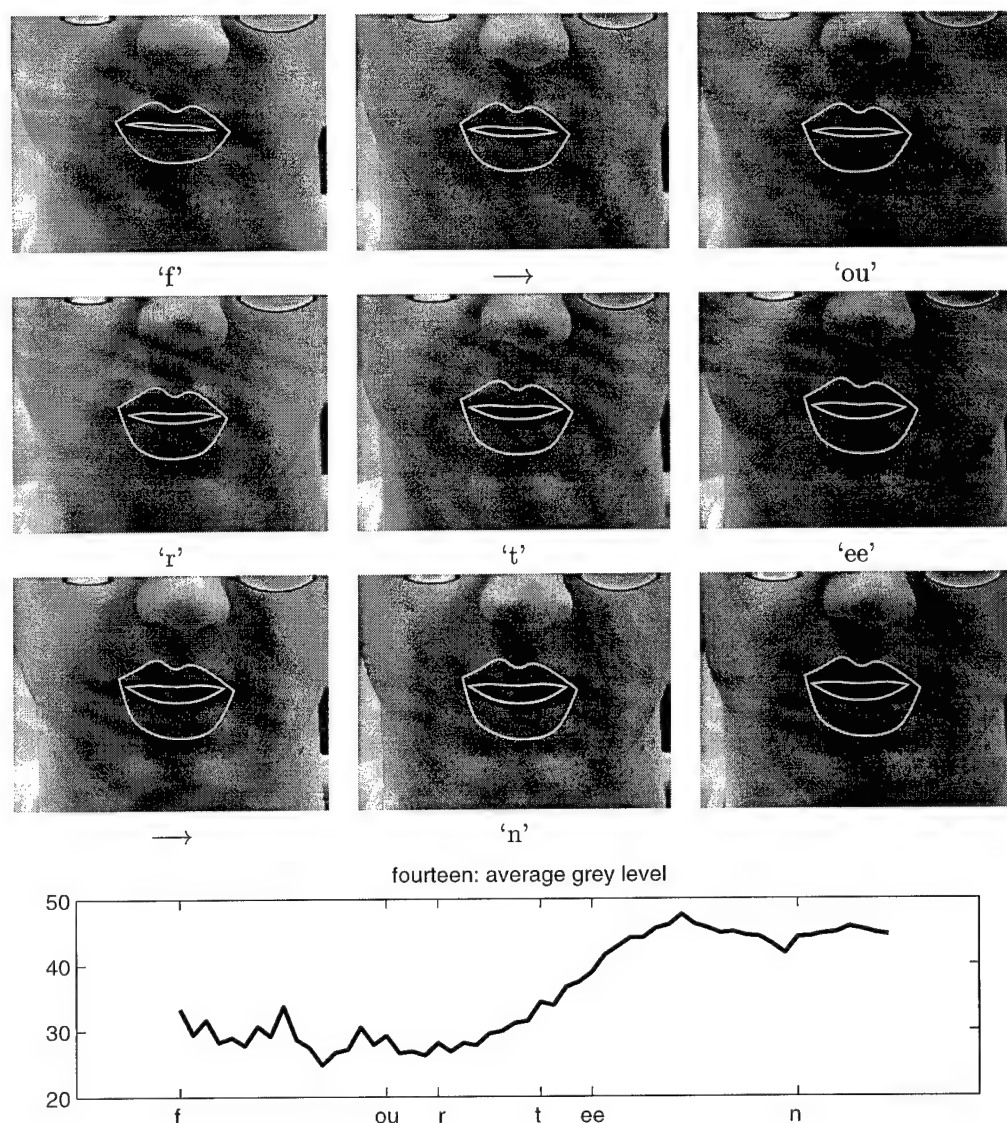 ‘f’ ⟶ ‘ou’
‘r’ ‘t’ ‘ee’
⟶ ‘n’
fourteen: average grey level
50
40
30
20
f ou r t ee n